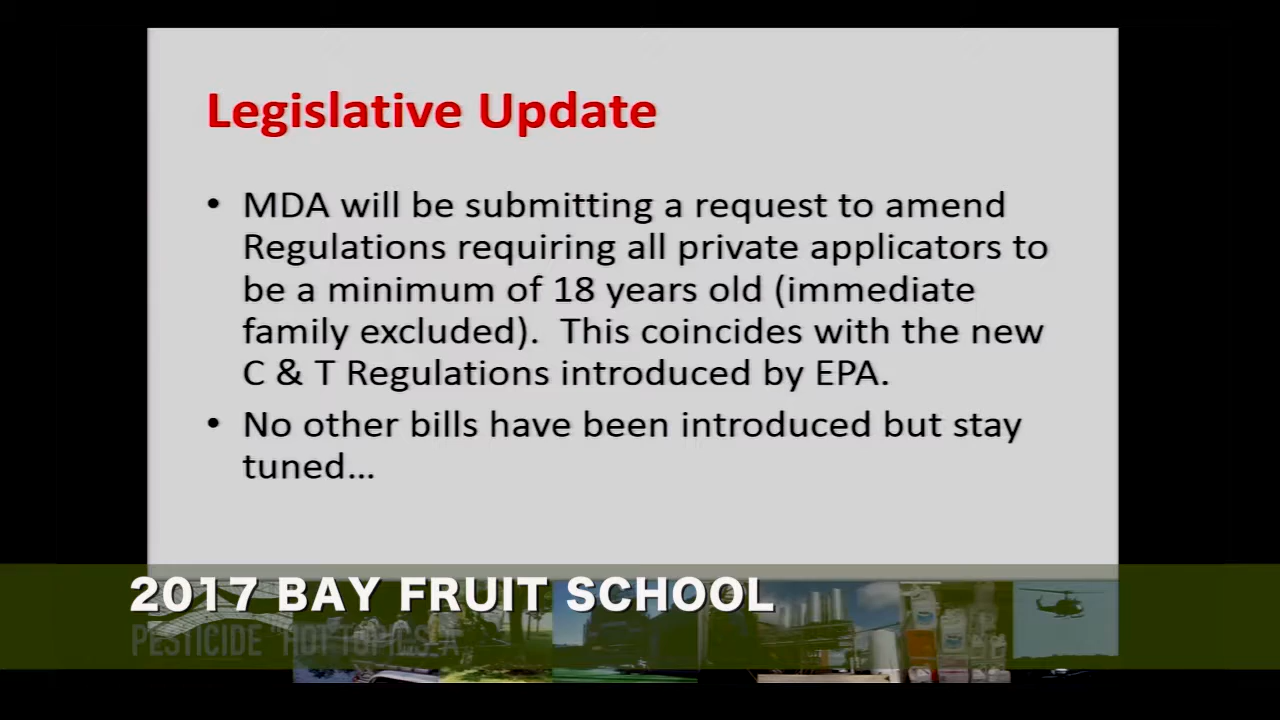 Legislative Update
• MDA will be submitting a request to amend
Regulations requiring all private applicators to
be a minimum of 18 years old (immediate
family excluded).  This coincides with the new
C & T Regulations introduced by EPA.
• No other bills have been introduced but stay
tuned…
2017 BAY FRUIT SCHOOL
PESTICIDE "HOT TOPICS